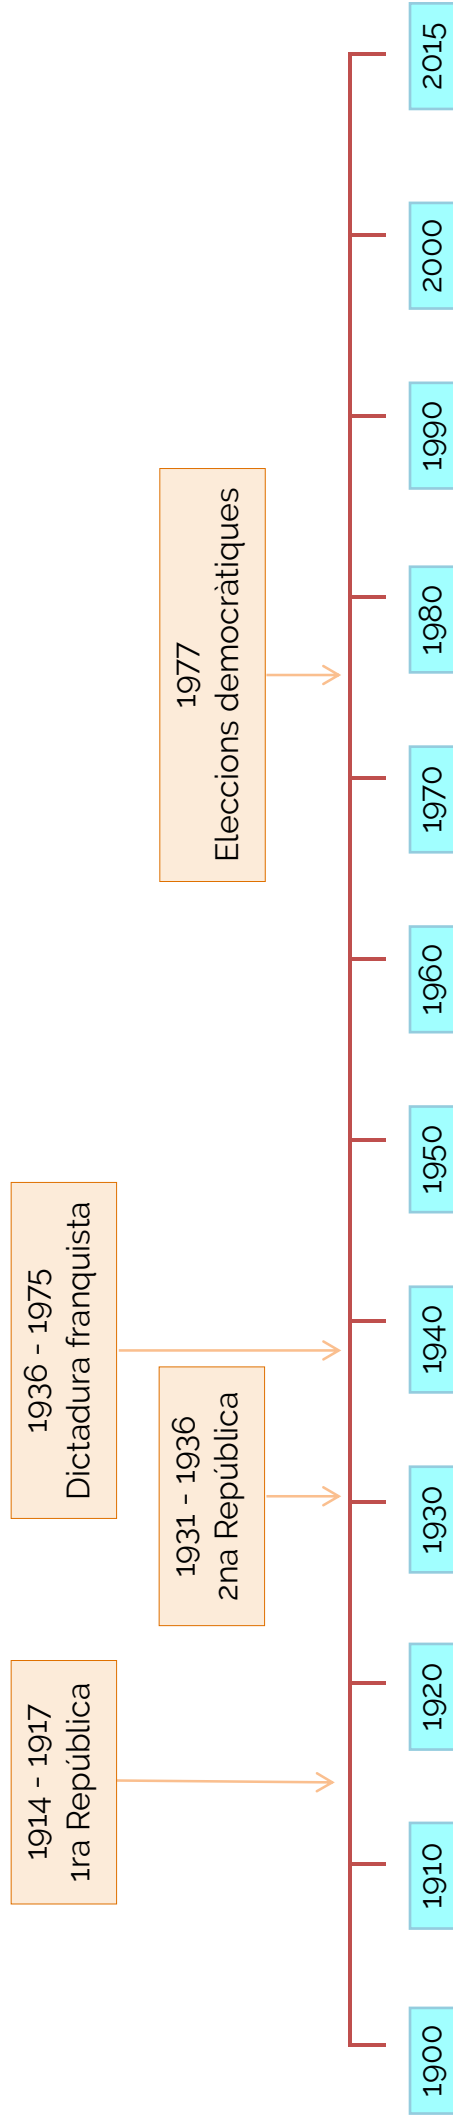 1914 - 1917
1ra República
1936 - 1975
Dictadura franquista
1931 - 1936
2na República
1977
Eleccions democràtiques
1900
1910
1920
1930
1940
1950
1960
1970
1980
1990
2000
2015